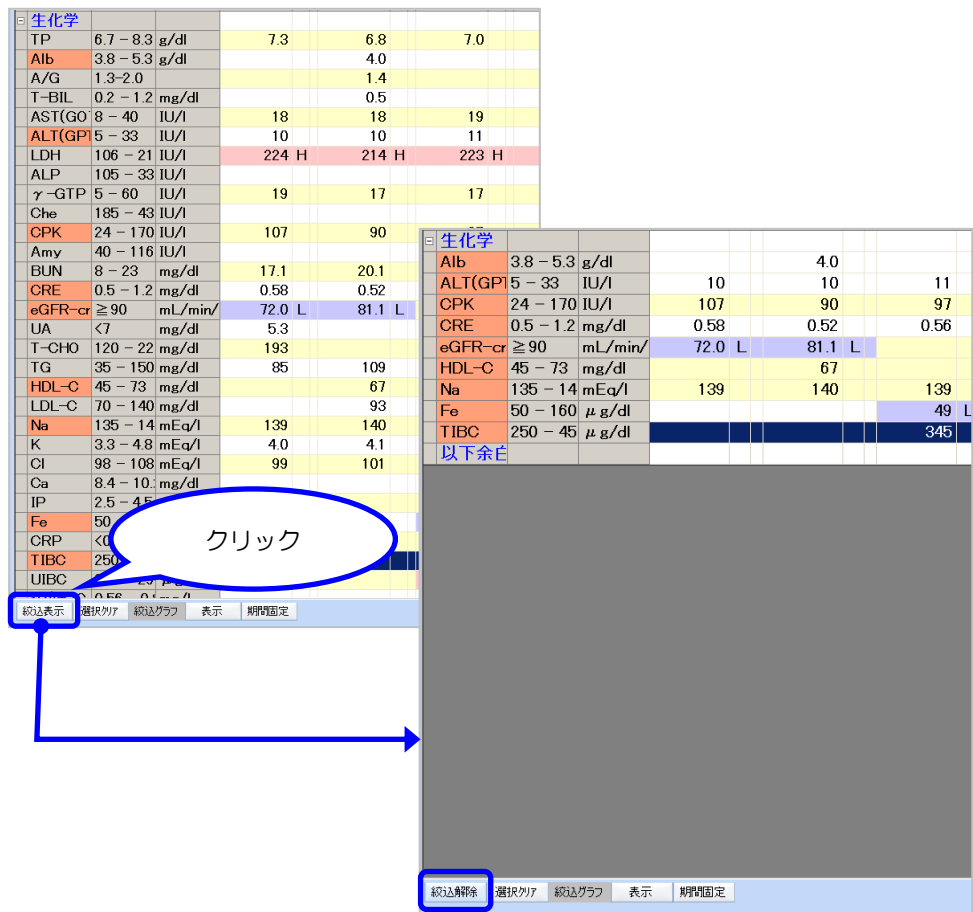 生化学
TP 6.7 − 8.3 g/dl 7.3 6.8 7.0
Alb 3.8 − 5.3 g/dl 4.0
A/G 1.3−2.0 1.4
T−BIL 0.2 − 1.2 mg/dl 0.5
AST(GO 8 − 40 IU/l 18 18 19
ALT(GPT 5 − 33 IU/l 10 10 11
LDH 106 − 21 IU/l 224 H 214 H 223 H
ALP 105 − 33 IU/l
γ−GTP 5 − 60 IU/l 19 17 17
Che 185 − 43 IU/l
CPK 24 − 170 IU/l 107 90
Amy 40 − 116 IU/l
BUN 8 − 23 mg/dl 17.1 20.1
CRE 0.5 − 1.2 mg/dl 0.58 0.52
eGFR−cr ≧90 mL/min/ 72.0 L 81.1 L
UA <7 mg/dl 5.3
T−CHO 120 − 22 mg/dl 193
TG 35 − 150 mg/dl 85 109
HDL−C 45 − 73 mg/dl 67
LDL−C 70 − 140 mg/dl 93
Na 135 − 14 mEq/l 139 140
K 3.3 − 4.8 mEq/l 4.0 4.1
Cl 98 − 108 mEq/l 99 101
Ca 8.4 − 10. mg/dl
IP 2.5 − 4.5
Fe 50
CRP <0
TIBC 250
UIBC
クリック
絞込表示 選択クリア 絞込グラフ 表示 期間固定
生化学
Alb 3.8 − 5.3 g/dl 4.0
ALT(GPT 5 − 33 IU/l 10 10 11
CPK 24 − 170 IU/l 107 90 97
CRE 0.5 − 1.2 mg/dl 0.58 0.52 0.56
eGFR−cr ≧90 mL/min/ 72.0 L 81.1 L
HDL−C 45 − 73 mg/dl 67
Na 135 − 14 mEq/l 139 140 139
Fe 50 − 160 μg/dl 49 L
TIBC 250 − 45 μg/dl 345
以下余白
絞込解除 選択クリア 絞込グラフ 表示 期間固定